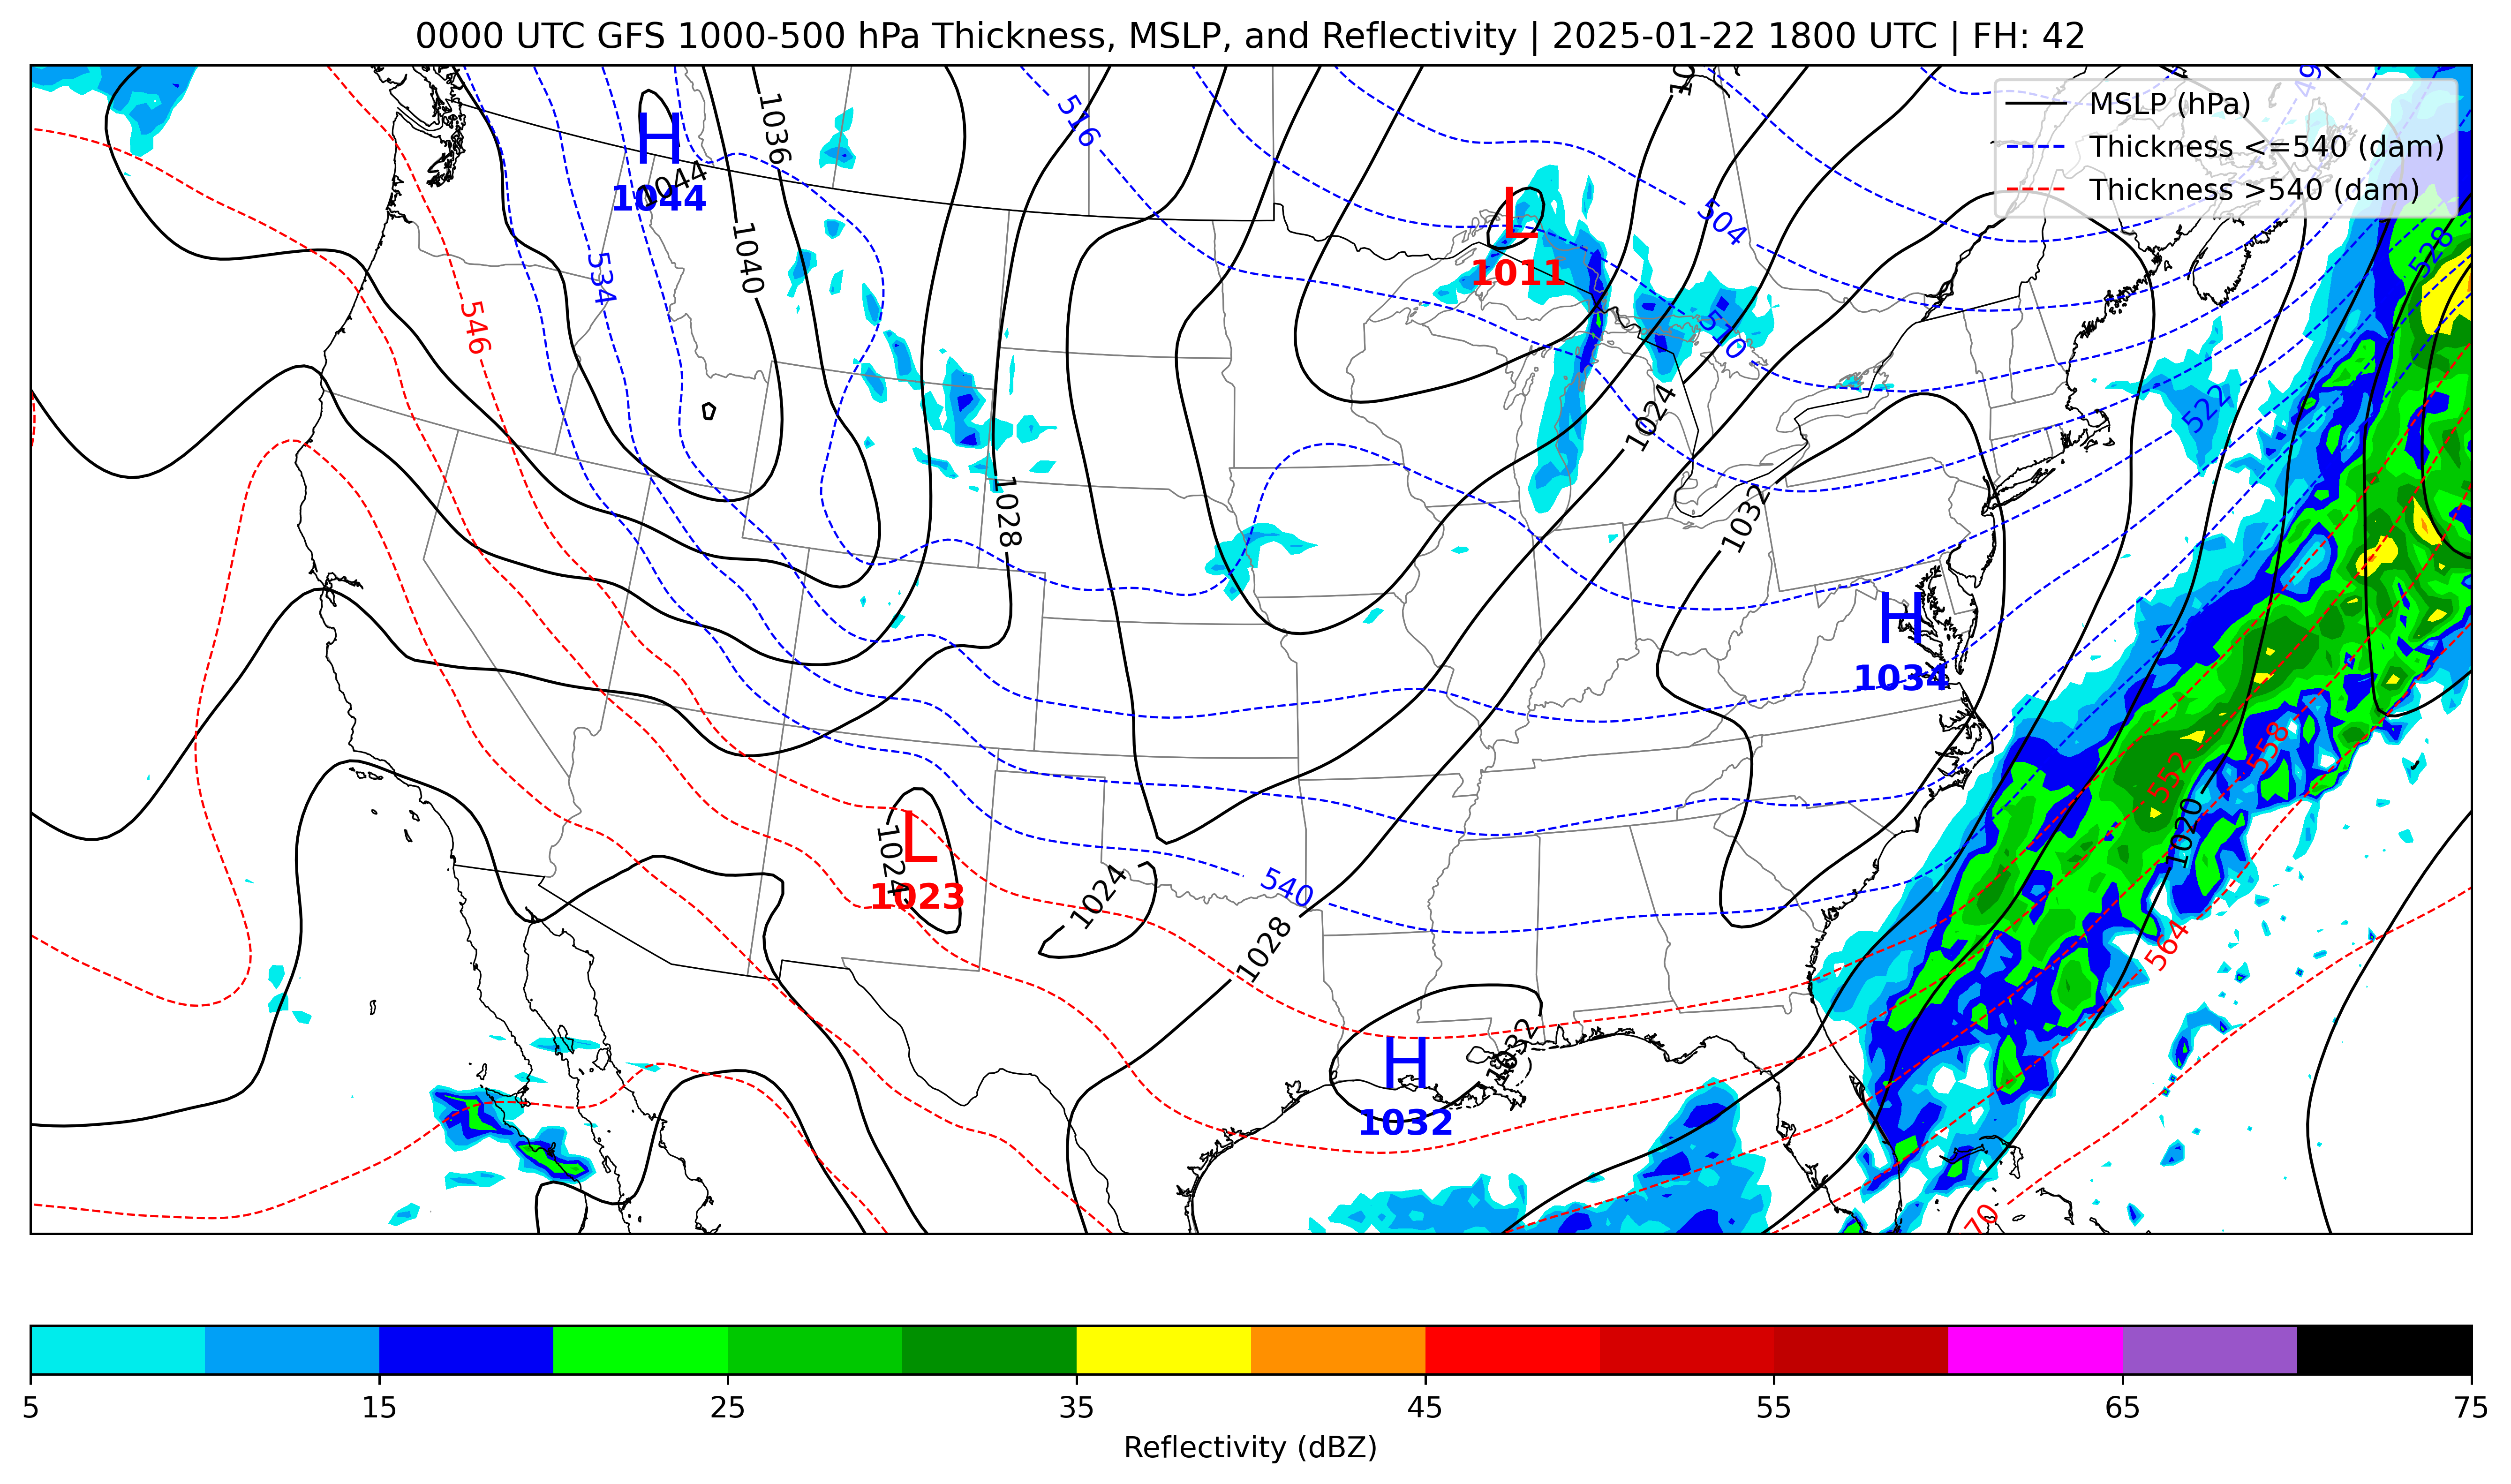 0000 UTC GFS 1000-500 hPa Thickness, MSLP, and Reflectivity | 2025-01-22 1800 UTC | FH: 42
MSLP (hPa)
Thickness <=540 (dam)
Thickness >540 (dam)
516
1036
H
1044
1044
L
1011
504
528
534
1040
546
510
522
1024
1028
1032
H
1034
552
558
1020
1024
L
1023
1024
540
1028
564
1032
H
1032
70
5 15 25 35 45 55 65 75
Reflectivity (dBZ)